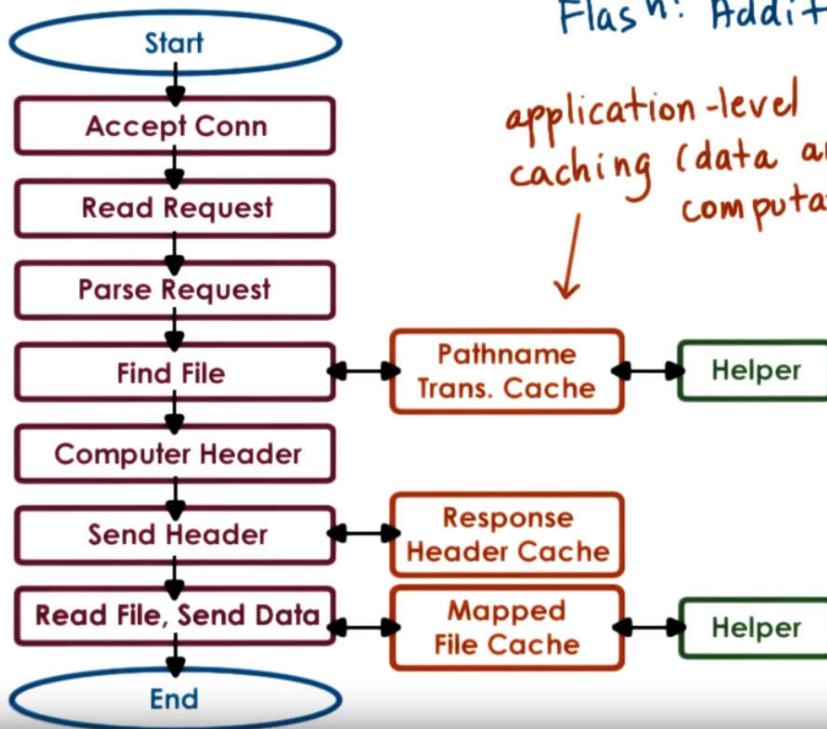 Flash: Addit
Start
application-level
caching (data a
computa
Accept Conn
Read Request
Parse Request
Find File
Pathname
Trans. Cache
Helper
Computer Header
Send Header
Response
Header Cache
Read File, Send Data
Mapped
File Cache
Helper
End